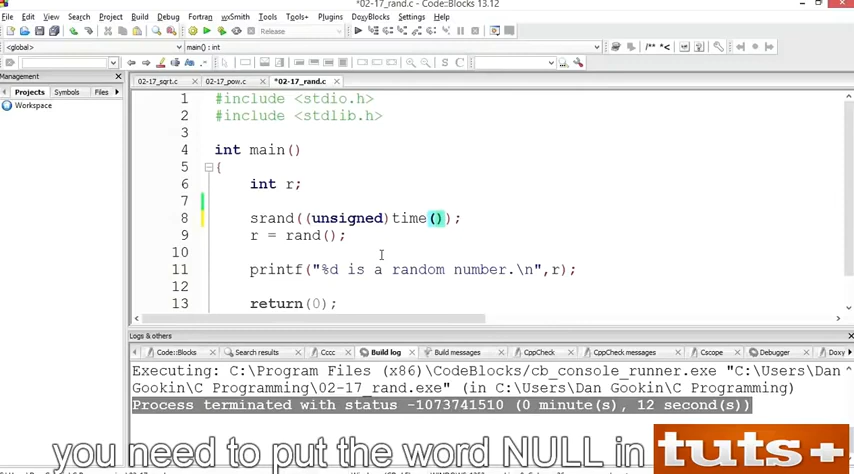 *02-17_rand.c - Code::Blocks 13.12
File Edit View Search Project Build Debug Fortran wxSmith Tools Tools+ Plugins DoxyBlocks Settings Help
Release
<global> main() : int
/** *<
Management
Projects Symbols Files
Workspace
02-17_sqrt.c 02-17_pow.c *02-17_rand.c
1 #include <stdio.h>
2 #include <stdlib.h>
3
4 int main()
5 {
6 int r;
7
8 srand((unsigned)time());
9 r = rand();
10
11 printf("%d is a random number.\n",r);
12
13 return(0);
Logs & others
Code::Blocks Search results Cccc Build log Build messages CppCheck CppCheck messages Cscope Debugger Doxy
Executing: C:\Program Files (x86)\CodeBlocks/cb_console_runner.exe "C:\Users\Dan
Gookin\C Programming\02-17_rand.exe" (in C:\Users\Dan Gookin\C Programming)
Process terminated with status -1073741510 (0 minute(s), 12 second(s))
you need to put the word NULL in
tuts+